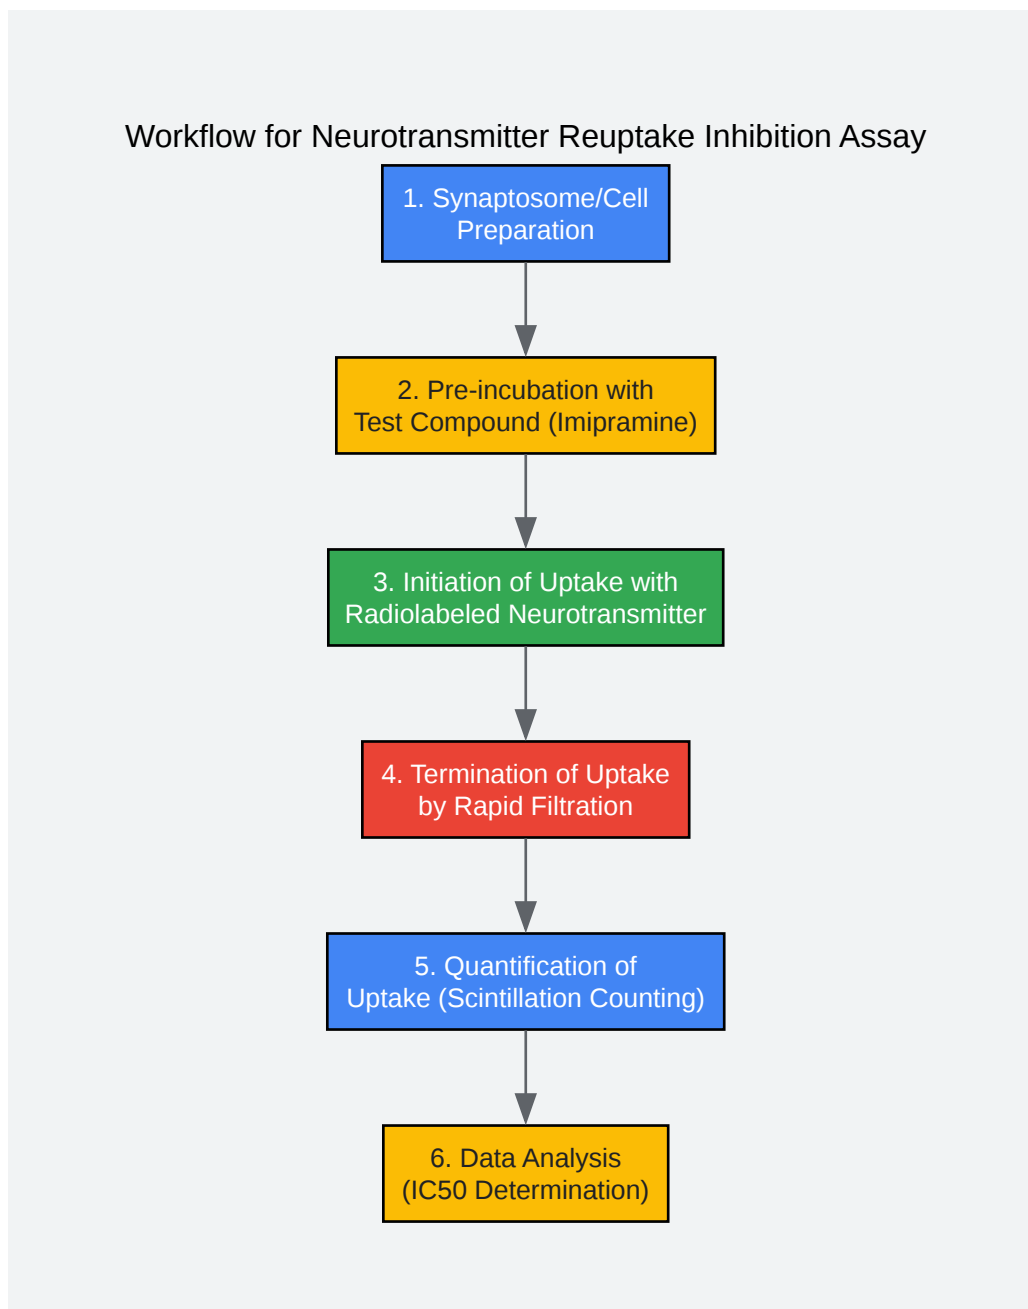 Workflow for Neurotransmitter Reuptake Inhibition Assay
1. Synaptosome/Cell
Preparation
2. Pre-incubation with
Test Compound (Imipramine)
3. Initiation of Uptake with
Radiolabeled Neurotransmitter
4. Termination of Uptake
by Rapid Filtration
5. Quantification of
Uptake (Scintillation Counting)
6. Data Analysis
(IC50 Determination)